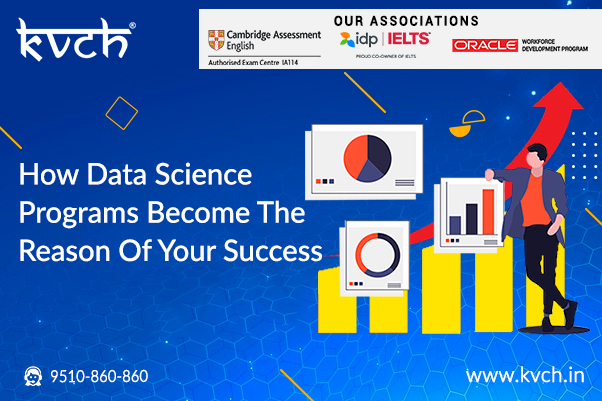 kvch®
OUR ASSOCIATIONS
Cambridge Assessment
English
Authorised Exam Centre IA114
idp | IELTS™
PROUD CO-OWNER OF IELTS
ORACLE
WORKFORCE
DEVELOPMENT PROGRAM
How Data Science
Programs Become The
Reason Of Your Success
9510-860-860
www.kvch.in